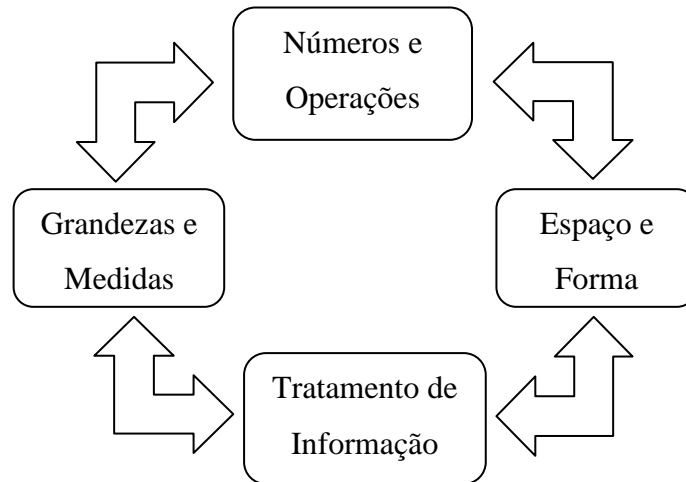 Números e
Operações
Grandezas e
Medidas
Espaço e
Forma
Tratamento de
Informação